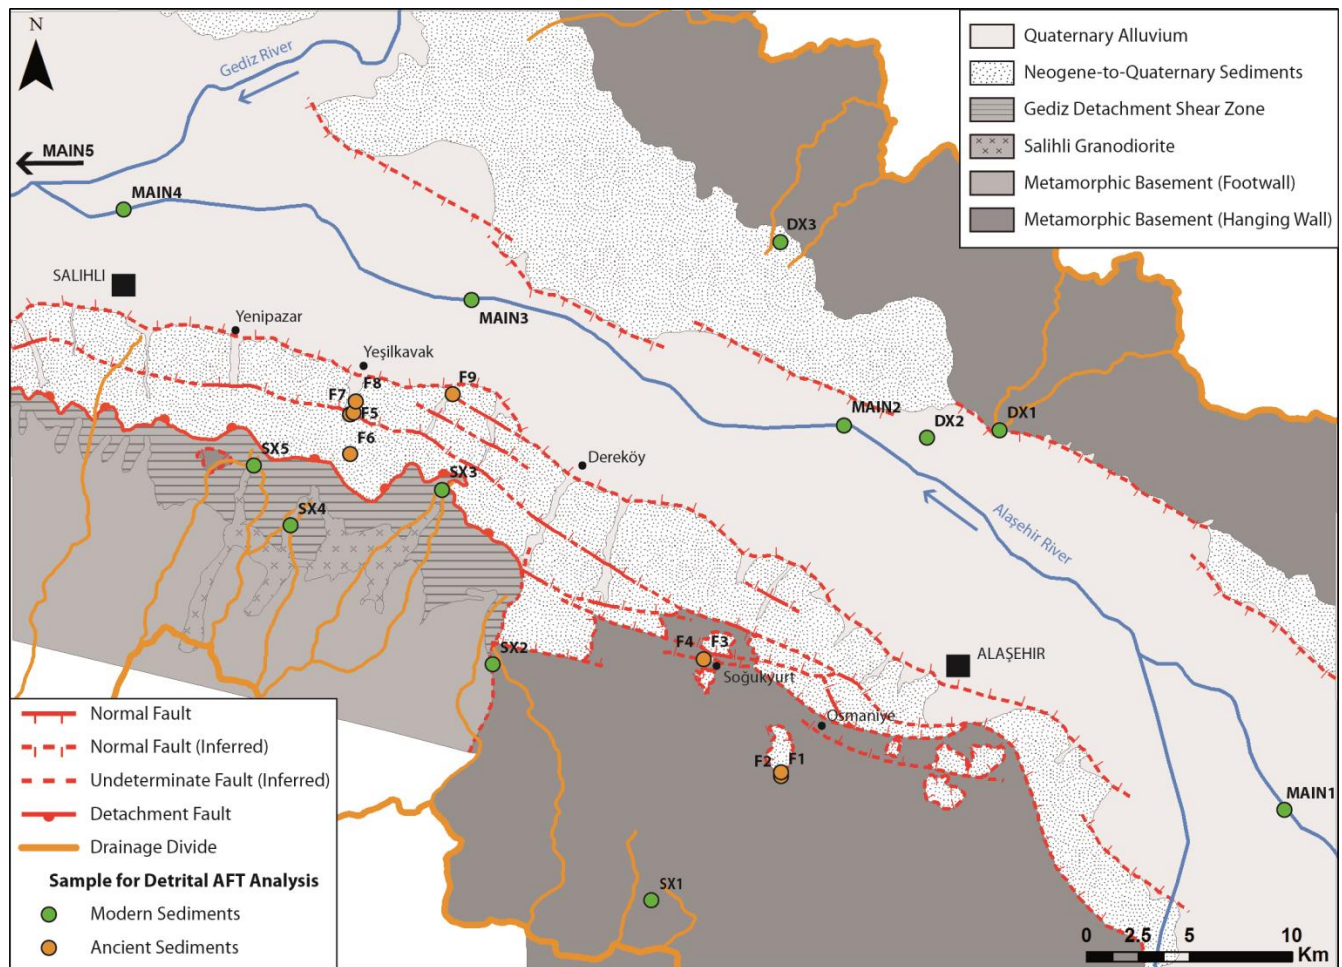 N
Gediz River
MAIN5
MAIN4
SALIHLI
Yenipazar
Yeşilkavak
MAIN3
DX3
MAIN2
DX2
DX1
F8
F9
F7
F5
F6
SX5
SX3
SX4
Dereköy
Alaşehir River
SX2
F4
F3
Soğukyurt
ALAŞEHIR
Osmaniye
F2
F1
MAIN1
SX1
Quaternary Alluvium
Neogene-to-Quaternary Sediments
Gediz Detachment Shear Zone
Salihli Granodiorite
Metamorphic Basement (Footwall)
Metamorphic Basement (Hanging Wall)
Normal Fault
Normal Fault (Inferred)
Undeterminate Fault (Inferred)
Detachment Fault
Drainage Divide
Sample for Detrital AFT Analysis
Modern Sediments
Ancient Sediments
0 2.5 5 10
Km